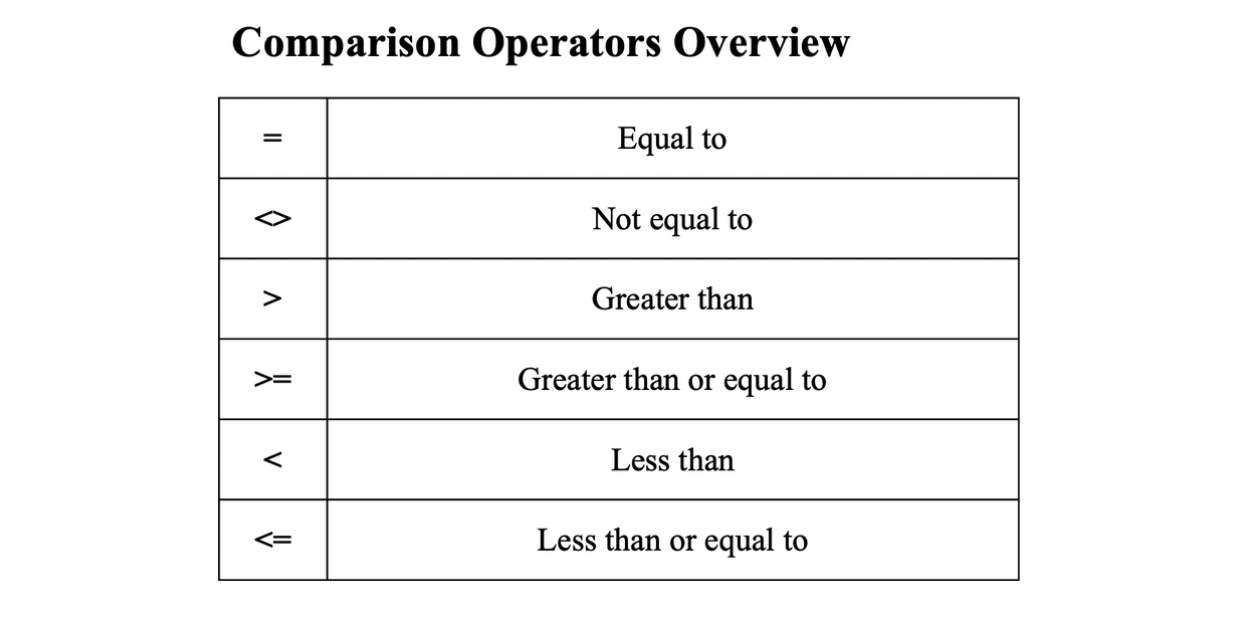 Comparison Operators Overview
= Equal to
<> Not equal to
> Greater than
>= Greater than or equal to
< Less than
<= Less than or equal to